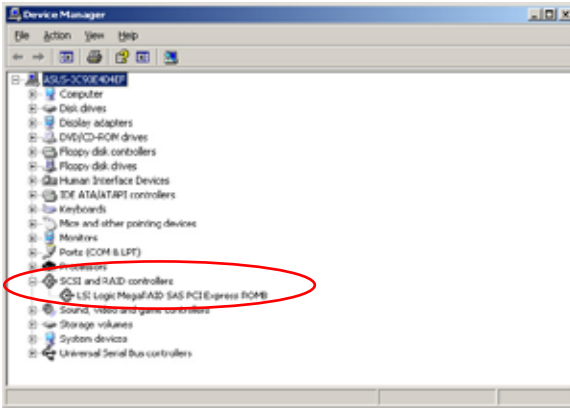 Device Manager
File Action View Help
ASUS-3C93E404EF
Computer
Disk drives
Display adapters
DVD/CD-ROM drives
Floppy disk controllers
Floppy disk drives
Human Interface Devices
IDE ATA/ATAPI controllers
Keyboards
Mice and other pointing devices
Monitors
Ports (COM & LPT)
Processors
SCSI and RAID controllers
LSI Logic MegaRAID SAS PCI Express ROMB
Sound, video and game controllers
Storage volumes
System devices
Universal Serial Bus controllers